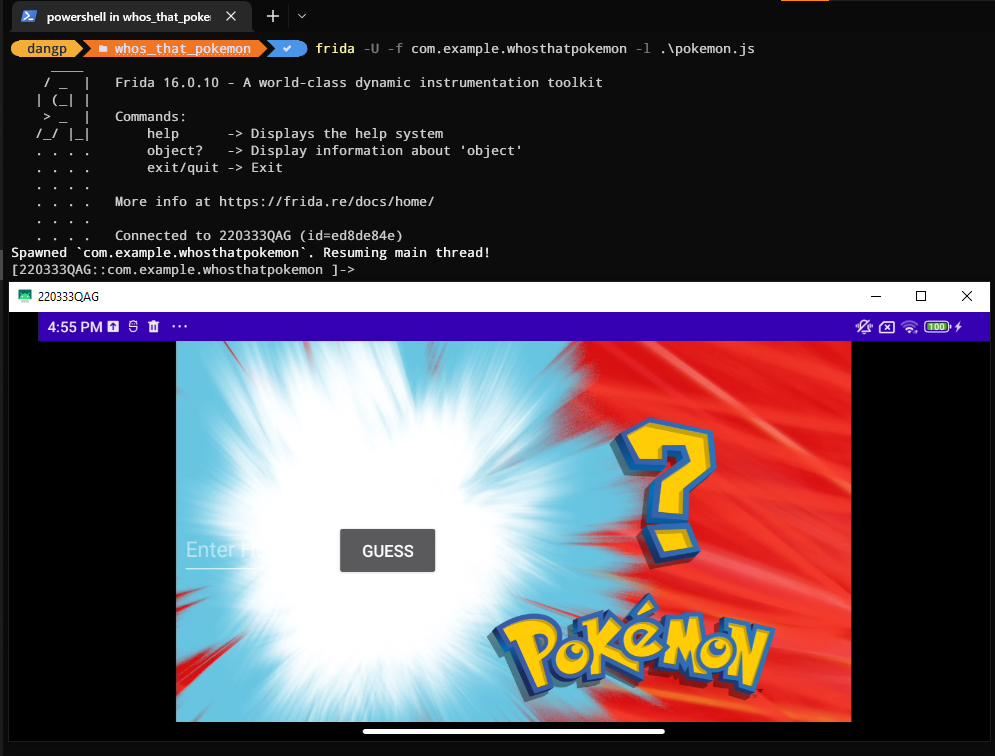 powershell in whos_that_poke
dangp whos_that_pokemon frida -U -f com.example.whosthatpokemon -l .\pokemon.js
Frida 16.0.10 - A world-class dynamic instrumentation toolkit
Commands:
help -> Displays the help system
object? -> Display information about 'object'
exit/quit -> Exit
More info at https://frida.re/docs/home/
Connected to 220333QAG (id=ed8de84e)
Spawned `com.example.whosthatpokemon`. Resuming main thread!
[220333QAG::com.example.whosthatpokemon ]->
220333QAG
4:55 PM
100
?
Enter
GUESS
POKéMON